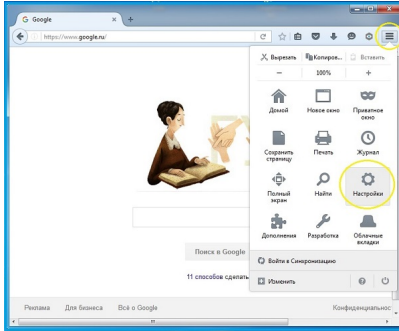 Google
https://www.google.ru/
Вырезать Копиров... Вставить
100%
Домой Новое окно Приватное окно
Сохранить страницу Печать Журнал
Полный экран Найти Настройки
Дополнения Разработка Облачные вкладки
Войти в Синхронизацию
Изменить
Поиск в Google
11 способов сделать
Реклама Для бизнеса Всё о Google Конфиденциальнос